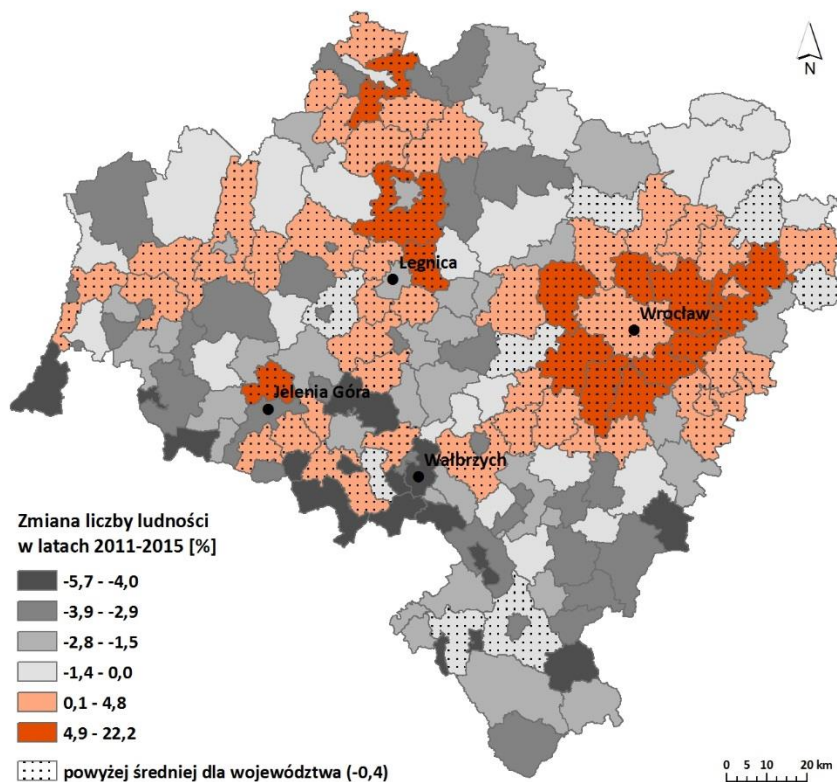 N
Legnica
Wrocław
Jelenia Góra
Wałbrzych
Zmiana liczby ludności
w latach 2011-2015 [%]
-5,7 - -4,0
-3,9 - -2,9
-2,8 - -1,5
-1,4 - 0,0
0,1 - 4,8
4,9 - 22,2
powyżej średniej dla województwa (-0,4)
0 5 10 20 km